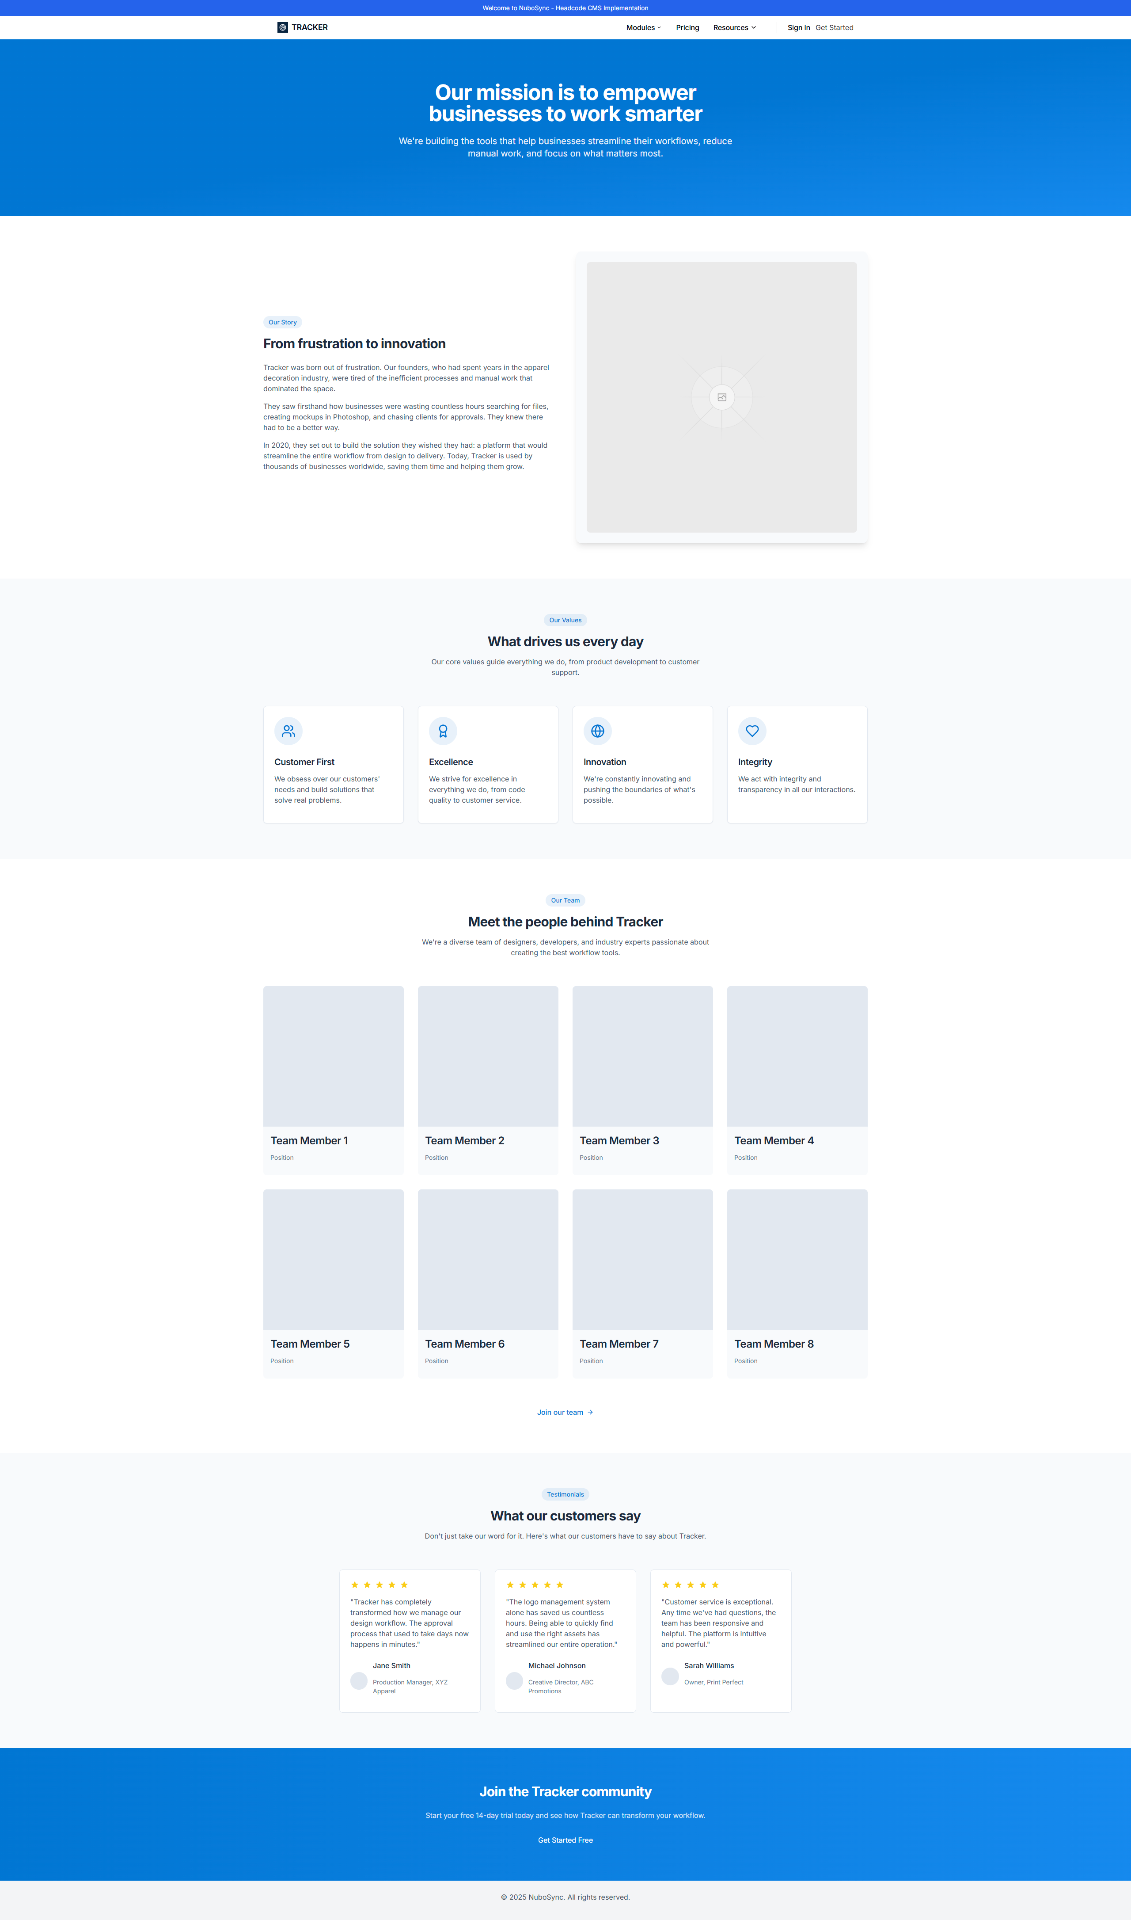 Welcome to NuboSync - Headcode CMS Implementation
TRACKER
Modules
Pricing
Resources
Sign In
Get Started
Our mission is to empower
businesses to work smarter
We're building the tools that help businesses streamline their workflows, reduce
manual work, and focus on what matters most.
Our Story
From frustration to innovation
Tracker was born out of frustration. Our founders, who had spent years in the apparel
decoration industry, were tired of the inefficient processes and manual work that
dominated the space.
They saw firsthand how businesses were wasting countless hours searching for files,
creating mockups in Photoshop, and chasing clients for approvals. They knew there
had to be a better way.
In 2020, they set out to build the solution they wished they had: a platform that would
streamline the entire workflow from design to delivery. Today, Tracker is used by
thousands of businesses worldwide, saving them time and helping them grow.
Our Values
What drives us every day
Our core values guide everything we do, from product development to customer
support.
Customer First
We obsess over our customers'
needs and build solutions that
solve real problems.
Excellence
We strive for excellence in
everything we do, from code
quality to customer service.
Innovation
We're constantly innovating and
pushing the boundaries of what's
possible.
Integrity
We act with integrity and
transparency in all our interactions.
Our Team
Meet the people behind Tracker
We're a diverse team of designers, developers, and industry experts passionate about
creating the best workflow tools.
Team Member 1
Position
Team Member 2
Position
Team Member 3
Position
Team Member 4
Position
Team Member 5
Position
Team Member 6
Position
Team Member 7
Position
Team Member 8
Position
Join our team →
Testimonials
What our customers say
Don't just take our word for it. Here's what our customers have to say about Tracker.
"Tracker has completely
transformed how we manage our
design workflow. The approval
process that used to take days now
happens in minutes."
Jane Smith
Production Manager, XYZ
Apparel
"The logo management system
alone has saved us countless
hours. Being able to quickly find
and use the right assets has
streamlined our entire operation."
Michael Johnson
Creative Director, ABC
Promotions
"Customer service is exceptional.
Any time we've had questions, the
team has been responsive and
helpful. The platform is intuitive
and powerful."
Sarah Williams
Owner, Print Perfect
Join the Tracker community
Start your free 14-day trial today and see how Tracker can transform your workflow.
Get Started Free
© 2025 NuboSync. All rights reserved.